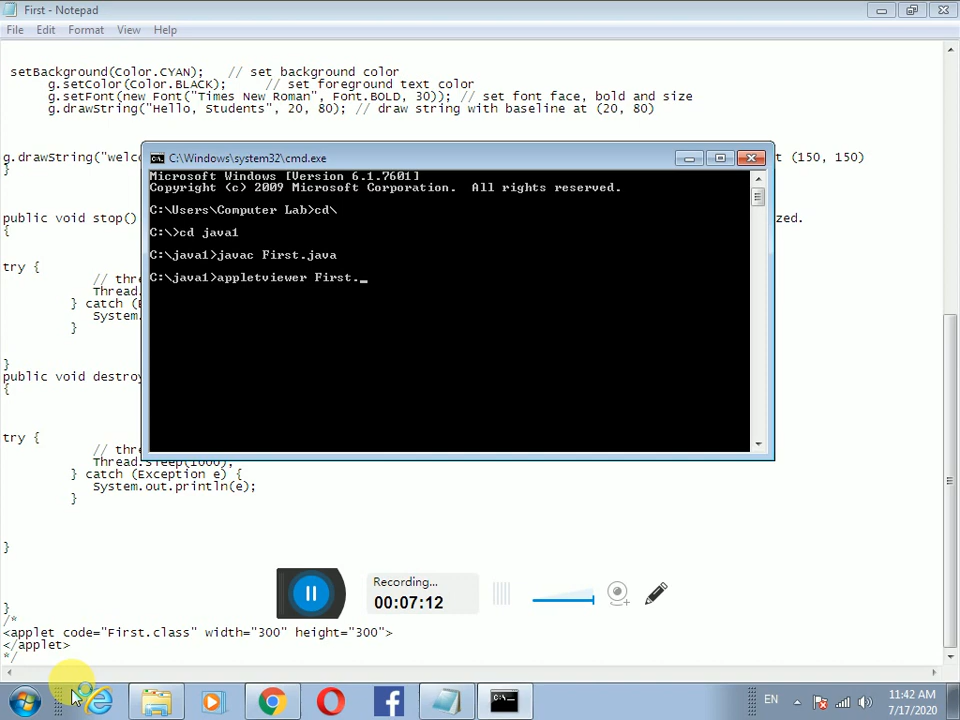 First - Notepad
File Edit Format View Help
setBackground(Color.CYAN); // set background color
g.setColor(Color.BLACK); // set foreground text color
g.setFont(new Font("Times New Roman", Font.BOLD, 30)); // set font face, bold and size
g.drawString("Hello, Students", 20, 80); // draw string with baseline at (20, 80)
g.drawString("welco t (150, 150)
}
public void stop() zed.
{
try {
// thre
Thread.
} catch (E
System.
}
}
public void destroy
{
try {
// thre
Thread.sleep(1000);
} catch (Exception e) {
System.out.println(e);
}
}
}
/*
<applet code="First.class" width="300" height="300">
</applet>
*/
C:\Windows\system32\cmd.exe
Microsoft Windows [Version 6.1.7601]
Copyright (c) 2009 Microsoft Corporation. All rights reserved.
C:\Users\Computer Lab>cd\
C:\>cd java1
C:\java1>javac First.java
C:\java1>appletviewer First._
Recording...
00:07:12
EN
11:42 AM
7/17/2020